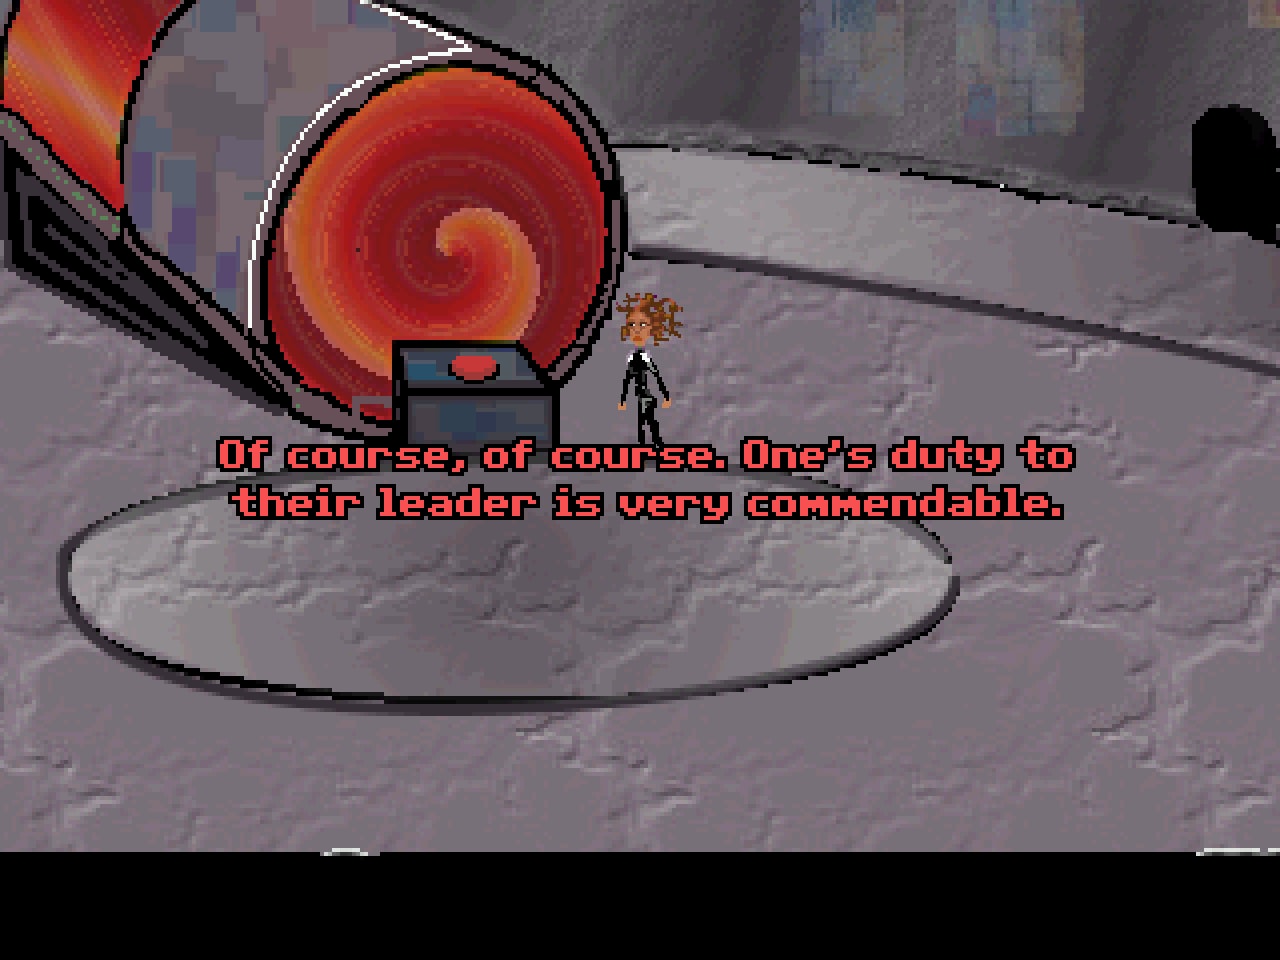 Of course, of course. One's duty to
their leader is very commendable.